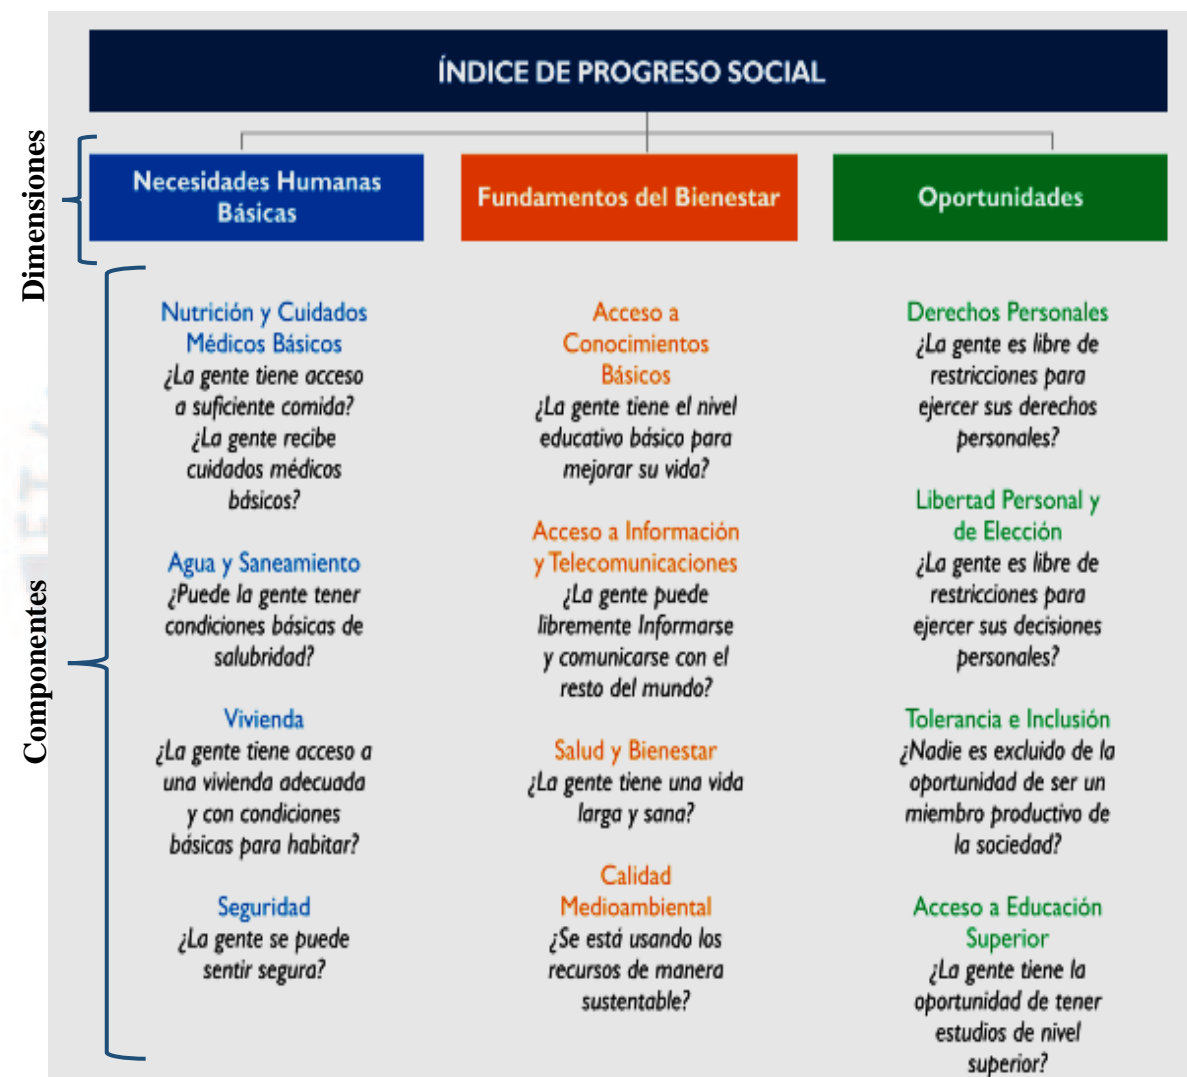 ÍNDICE DE PROGRESO SOCIAL
Dimensiones
Necesidades Humanas
Básicas
Fundamentos del Bienestar
Oportunidades
Componentes
Nutrición y Cuidados
Médicos Básicos
¿La gente tiene acceso
a suficiente comida?
¿La gente recibe
cuidados médicos
básicos?
Agua y Saneamiento
¿Puede la gente tener
condiciones básicas de
salubridad?
Vivienda
¿La gente tiene acceso a
una vivienda adecuada
y con condiciones
básicas para habitar?
Seguridad
¿La gente se puede
sentir segura?
Acceso a
Conocimientos
Básicos
¿La gente tiene el nivel
educativo básico para
mejorar su vida?
Acceso a Información
y Telecomunicaciones
¿La gente puede
libremente Informarse
y comunicarse con el
resto del mundo?
Salud y Bienestar
¿La gente tiene una vida
larga y sana?
Calidad
Medioambiental
¿Se está usando los
recursos de manera
sustentable?
Derechos Personales
¿La gente es libre de
restricciones para
ejercer sus derechos
personales?
Libertad Personal y
de Elección
¿La gente es libre de
restricciones para
ejercer sus decisiones
personales?
Tolerancia e Inclusión
¿Nadie es excluido de la
oportunidad de ser un
miembro productivo de
la sociedad?
Acceso a Educación
Superior
¿La gente tiene la
oportunidad de tener
estudios de nivel
superior?